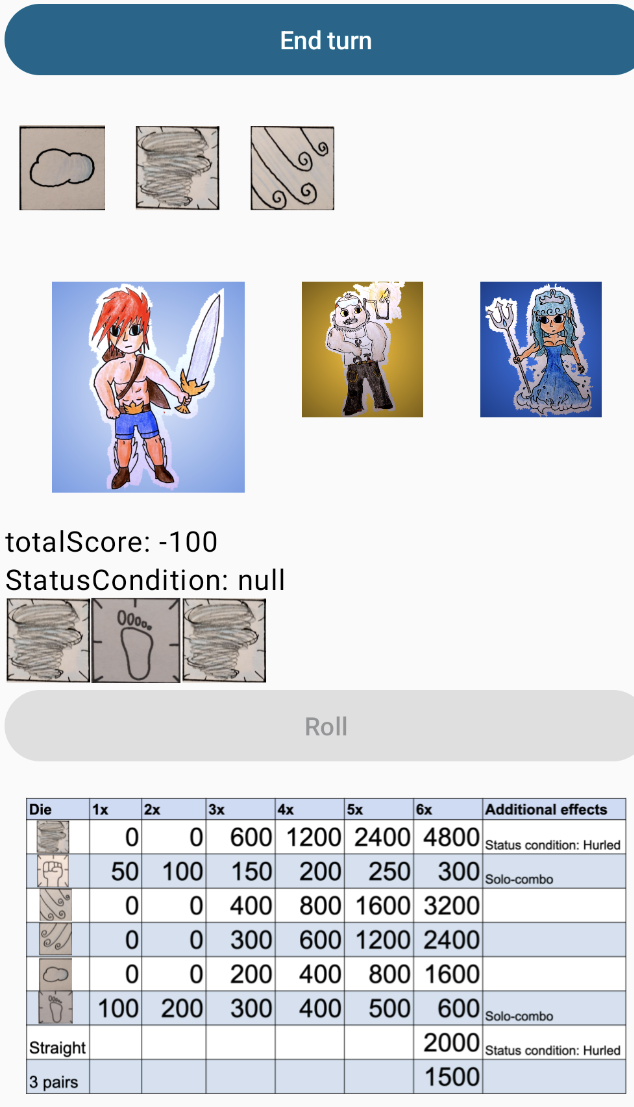 End turn
totalScore: -100
StatusCondition: null
Roll
Die 1x 2x 3x 4x 5x 6x Additional effects
0 0 600 1200 2400 4800 Status condition: Hurled
50 100 150 200 250 300 Solo-combo
0 0 400 800 1600 3200
0 0 300 600 1200 2400
0 0 200 400 800 1600
100 200 300 400 500 600 Solo-combo
Straight 2000 Status condition: Hurled
3 pairs 1500